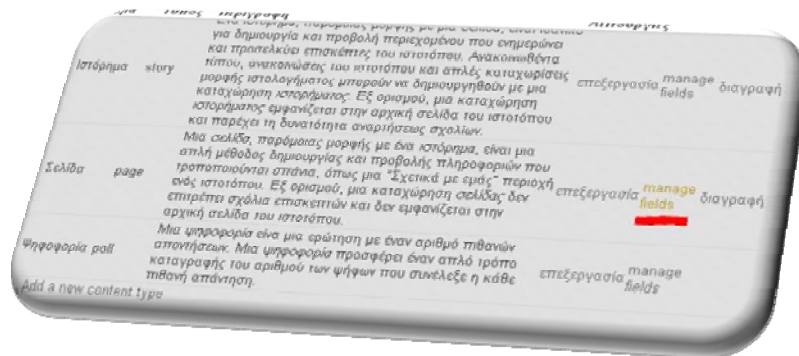 Τύπος Περιγραφή Λειτουργίες
Ένα ιστόρημα, παρόμοιας μορφής με μια σελίδα, είναι ιδανικό
για δημιουργία και προβολή περιεχομένου που ενημερώνει
και προσελκύει επισκέπτες του ιστοτόπου. Ανακοινωθέντα
τύπου, ανακοινώσεις του ιστοτόπου και απλές καταχωρίσεις
Ιστόρημα story μορφής ιστολογήματος μπορούν να δημιουργηθούν με μια επεξεργασία manage fields διαγραφή
καταχώρηση ιστορήματος. Εξ ορισμού, μια καταχώρηση
ιστορήματος εμφανίζεται στην αρχική σελίδα του ιστοτόπου
και παρέχει τη δυνατότητα αναρτήσεως σχολίων.
Μια σελίδα, παρόμοιας μορφής με ένα ιστόρημα, είναι μια
απλή μέθοδος δημιουργίας και προβολής πληροφοριών που
Σελίδα page τροποποιούνται σπάνια, όπως μια "Σχετικά με εμάς" περιοχή επεξεργασία manage fields διαγραφή
ενός ιστοτόπου. Εξ ορισμού, μια καταχώρηση σελίδας δεν
επιτρέπει σχόλια επισκεπτών και δεν εμφανίζεται στην
αρχική σελίδα του ιστοτόπου.
Μια ψηφοφορία είνα μια ερώτηση με έναν αριθμό πιθανών
Ψηφοφορία poll απαντήσεων. Μια ψηφοφορία προσφέρει έναν απλό τρόπο επεξεργασία manage fields
καταγραφής του αριθμού των ψήφων που συνέλεξε η κάθε
πιθανή απάντηση.
Add a new content type